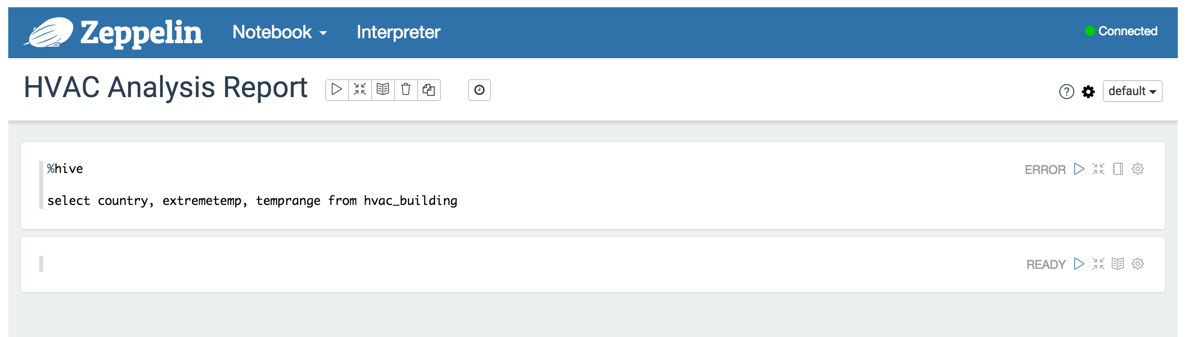 Zeppelin Notebook Interpreter Connected
HVAC Analysis Report default
%hive ERROR
select country, extremetemp, temprange from hvac_building
READY